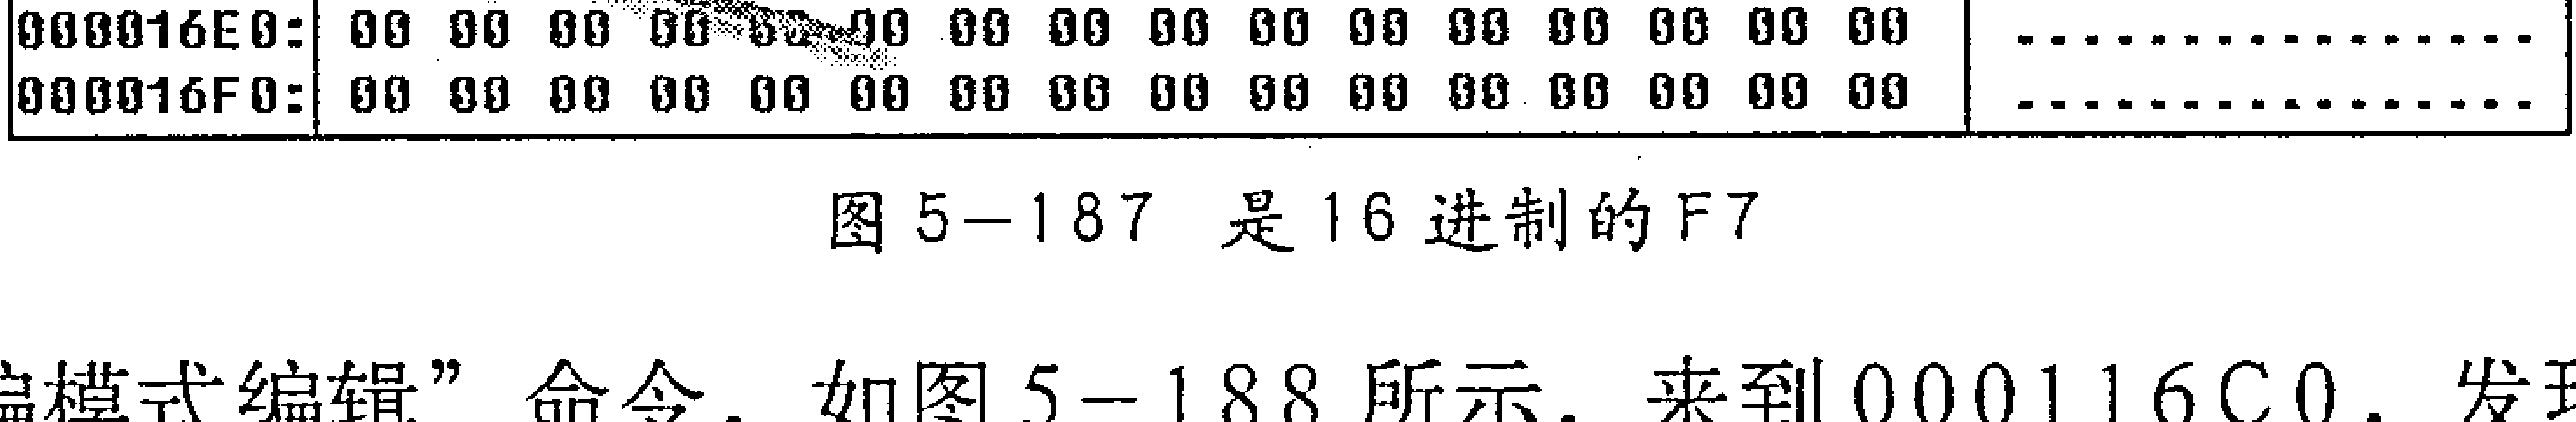 000016E0: 00 00 00 00 00 00 00 00 00 00 00 00 00 00 00 00 ................
000016F0: 00 00 00 00 00 00 00 00 00 00 00 00 00 00 00 00 ................
图 5-187 是 16 进制的 F7
编模式编辑” 命令, 如图 5-188 所示, 来到 000116C0, 发现